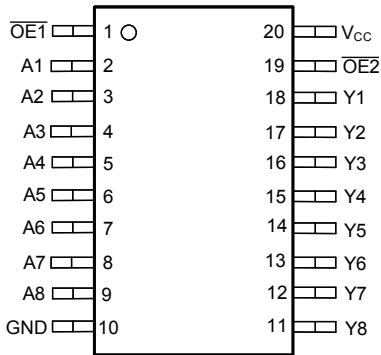 OE1 1 20 VCC
A1 2 19 OE2
A2 3 18 Y1
A3 4 17 Y2
A4 5 16 Y3
A5 6 15 Y4
A6 7 14 Y5
A7 8 13 Y6
A8 9 12 Y7
GND 10 11 Y8